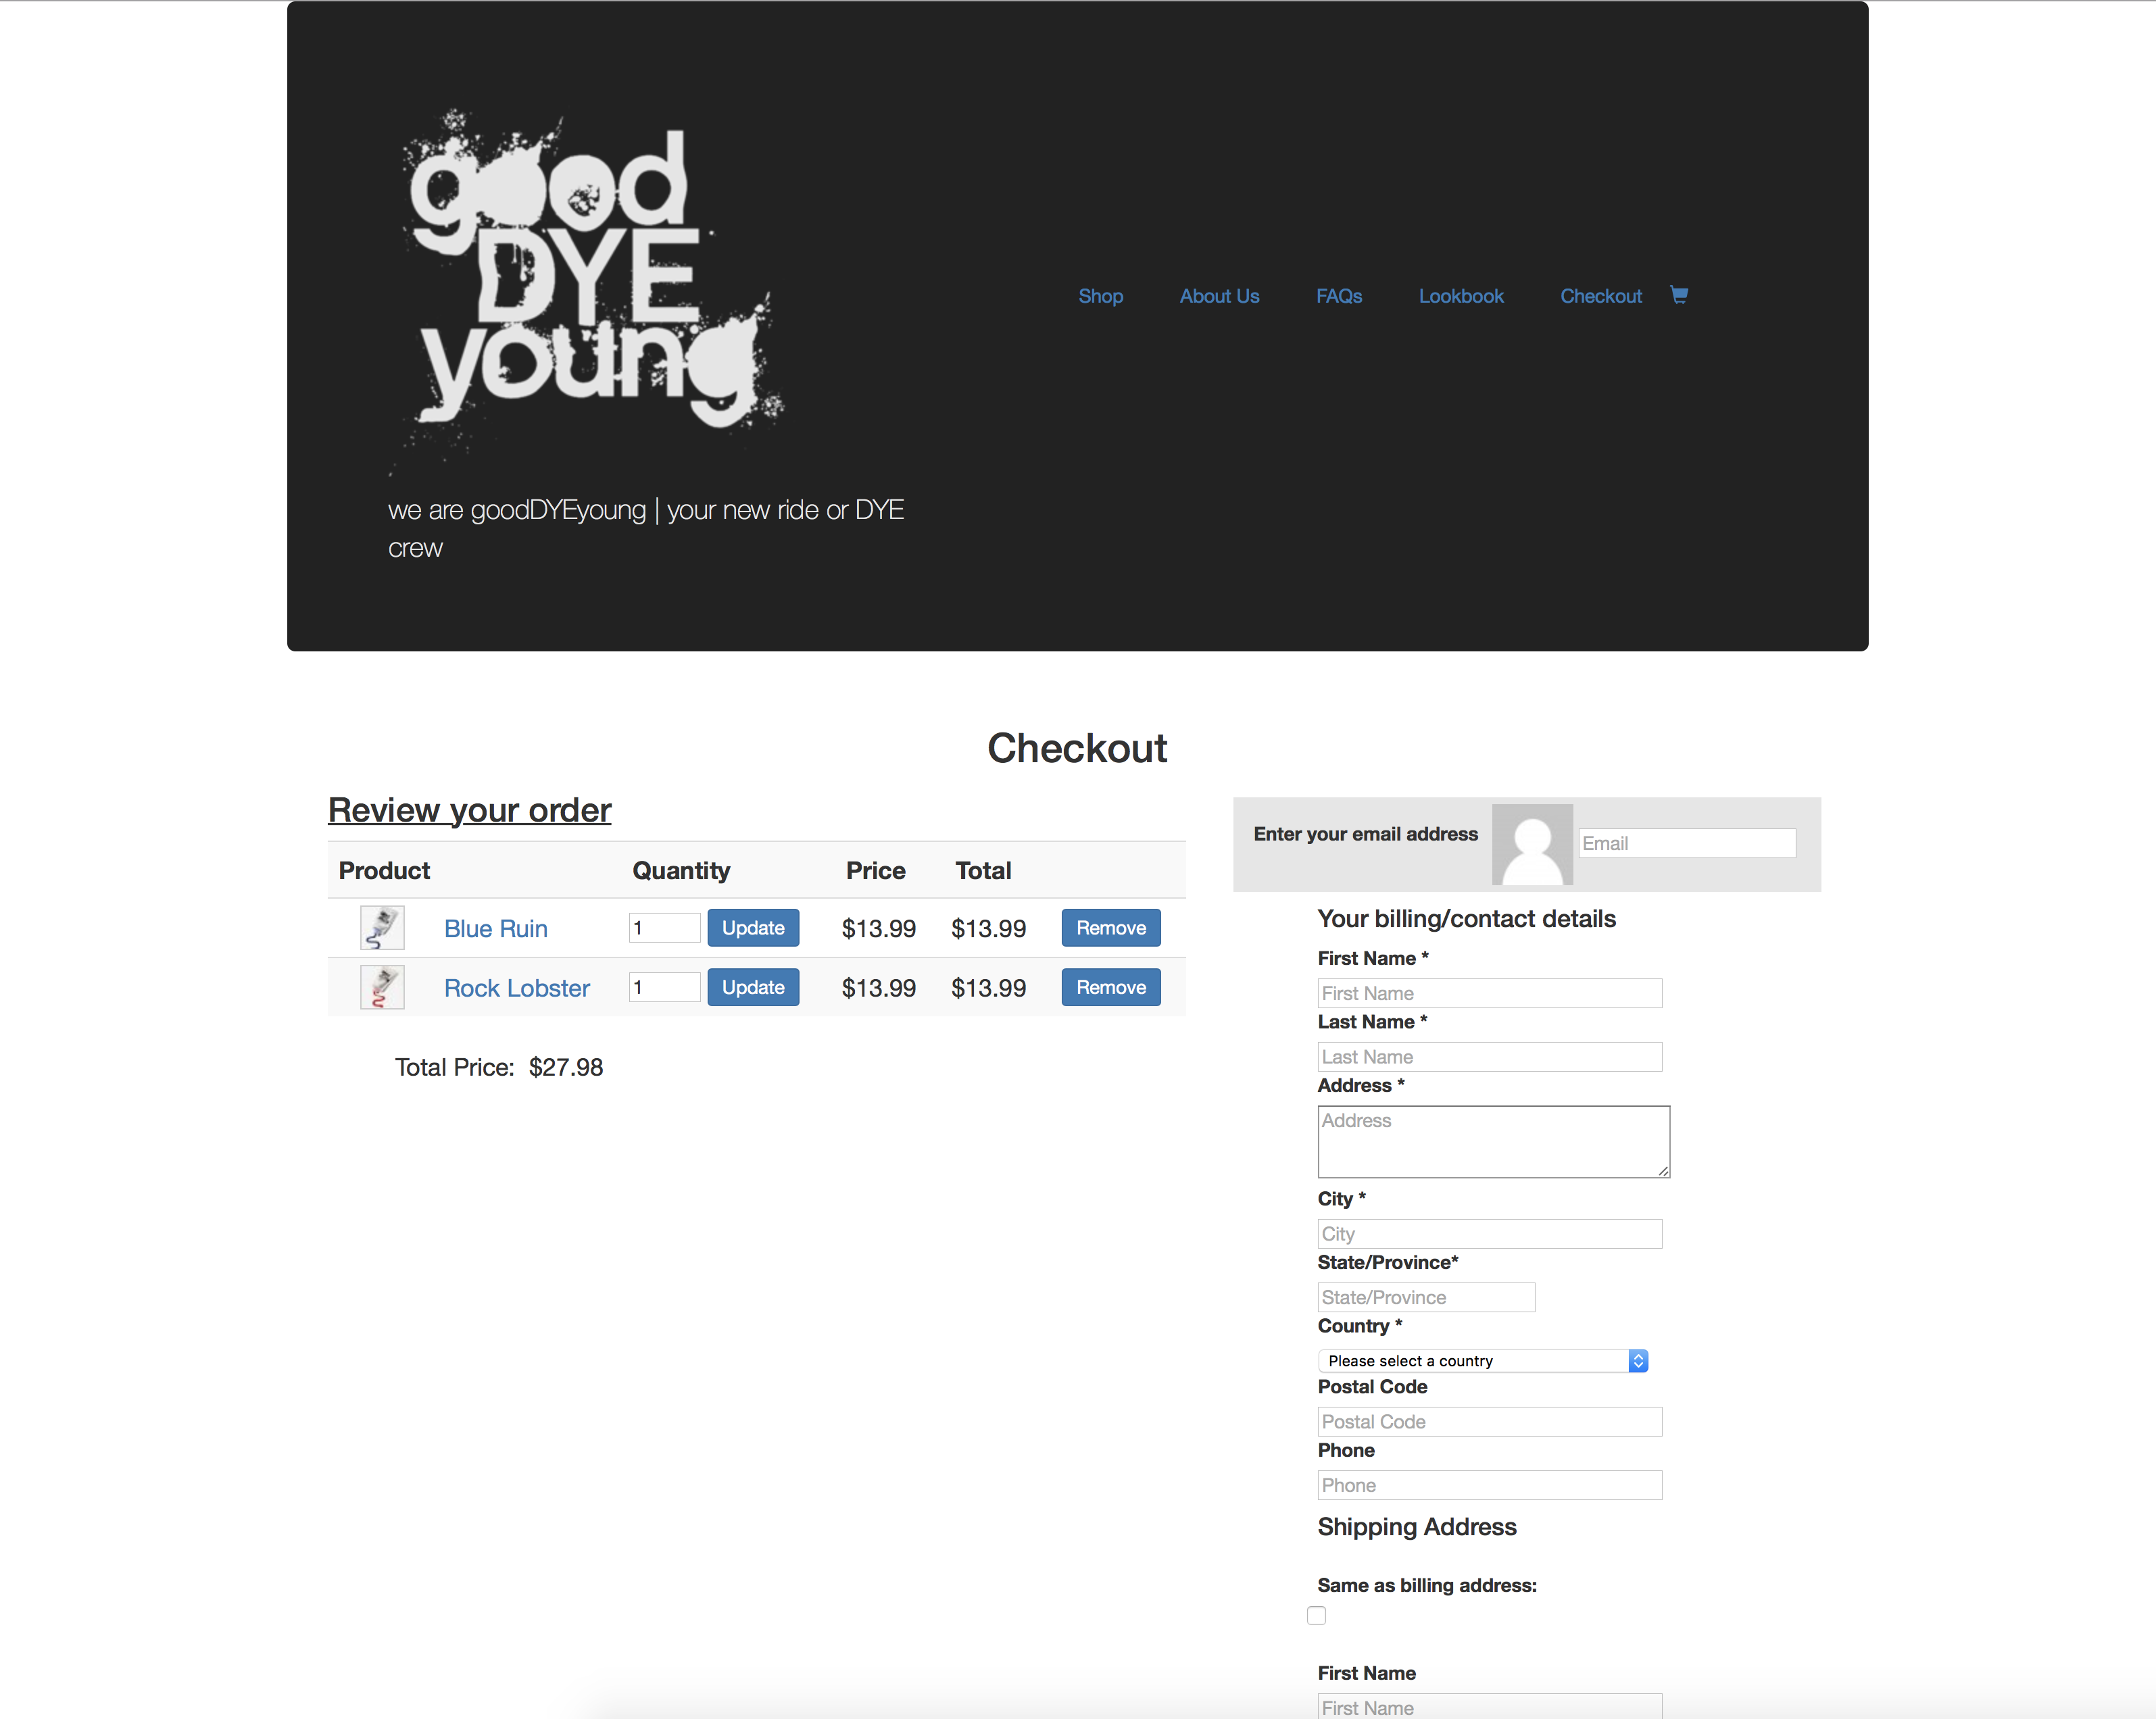 good
DYE
young
we are goodDYEyoung | your new ride or DYE
crew
Shop About Us FAQs Lookbook Checkout
Checkout
Review your order
Product Quantity Price Total
Blue Ruin 1 Update $13.99 $13.99 Remove
Rock Lobster 1 Update $13.99 $13.99 Remove
Total Price: $27.98
Enter your email address Email
Your billing/contact details
First Name *
First Name
Last Name *
Last Name
Address *
Address
City *
City
State/Province*
State/Province
Country *
Please select a country
Postal Code
Postal Code
Phone
Phone
Shipping Address
Same as billing address:
First Name
First Name